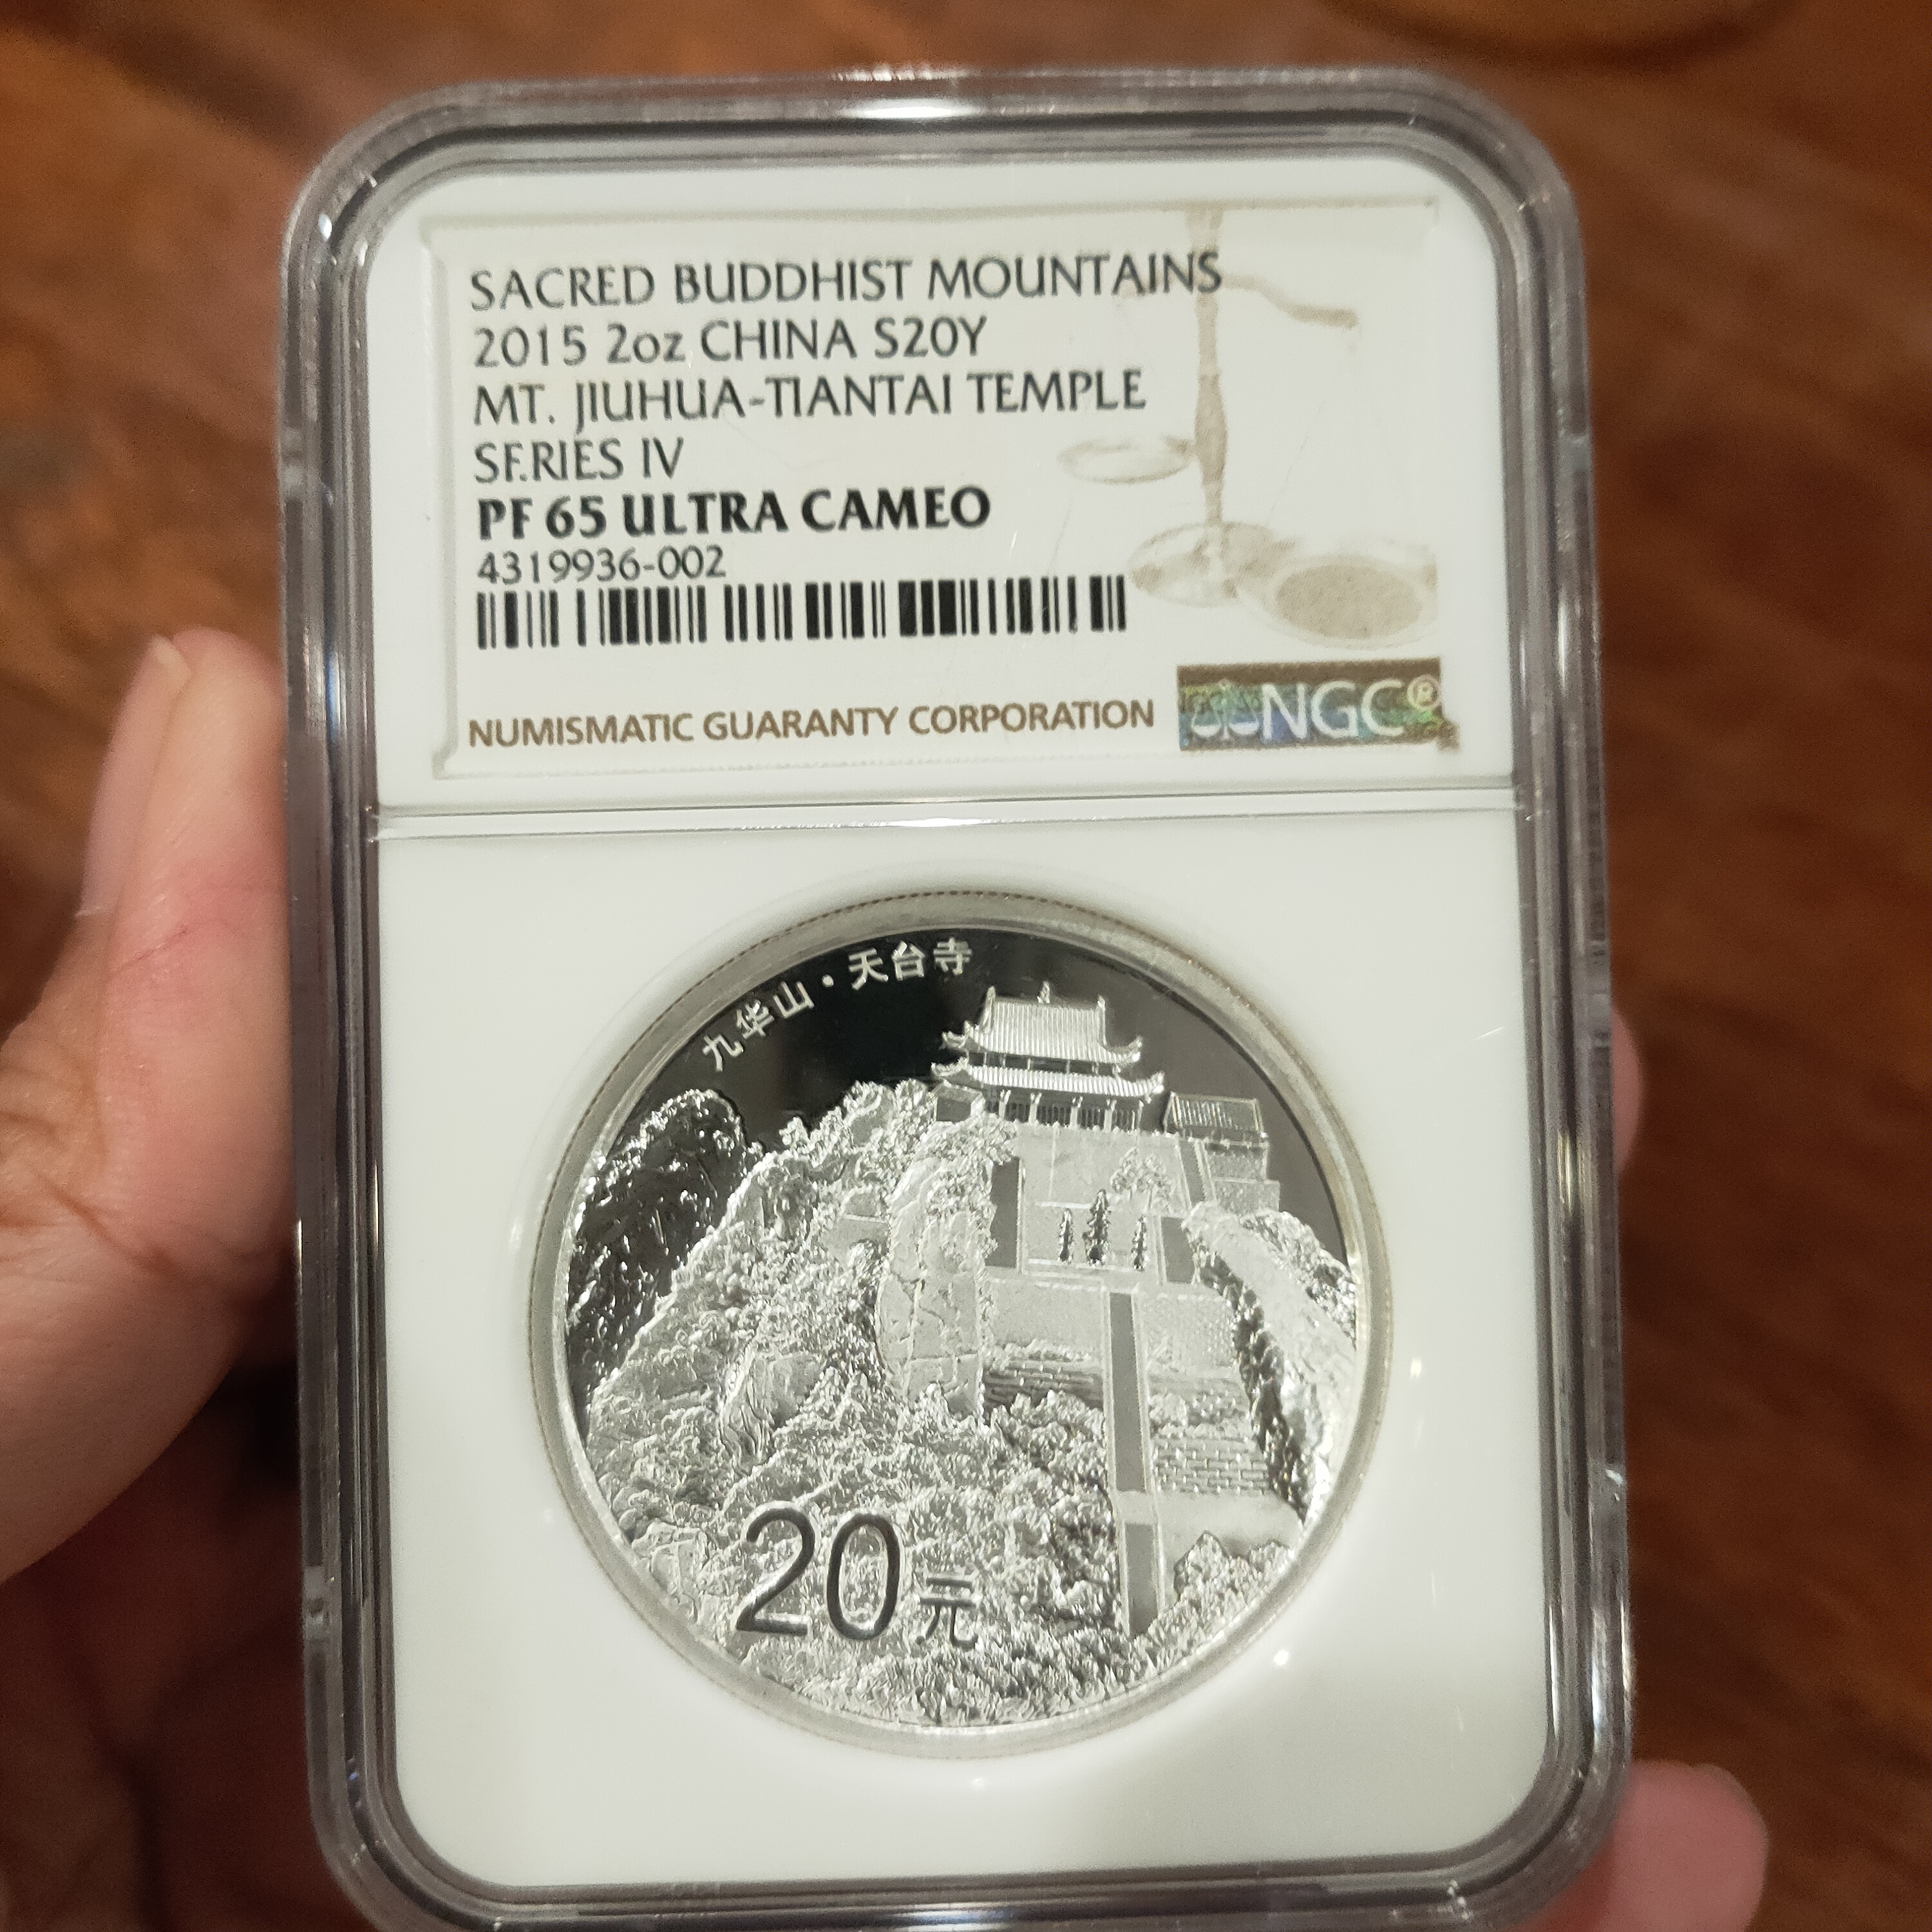 SACRED BUDDHIST MOUNTAINS
2015 2oz CHINA S20Y
MT. JIUHUA-TIANTAI TEMPLE
SERIES IV
PF 65 ULTRA CAMEO
4319936-002
NUMISMATIC GUARANTY CORPORATION
NGC®
九华山·天台寺
20元